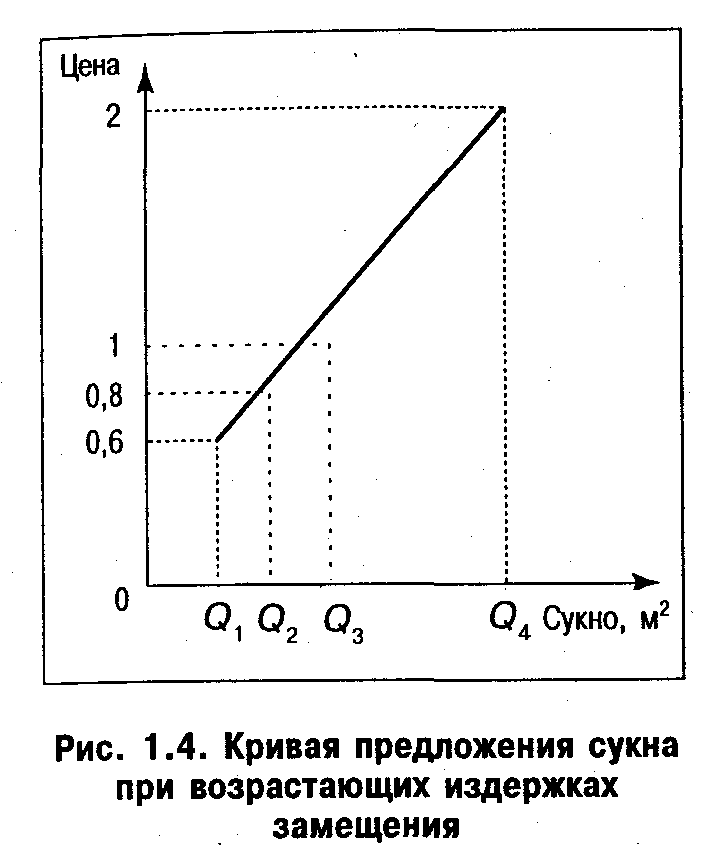 Цена
2
1
0,8
0,6
0
Q1 Q2 Q3 Q4 Сукно, м²
Рис. 1.4. Кривая предложения сукна
при возрастающих издержках
замещения